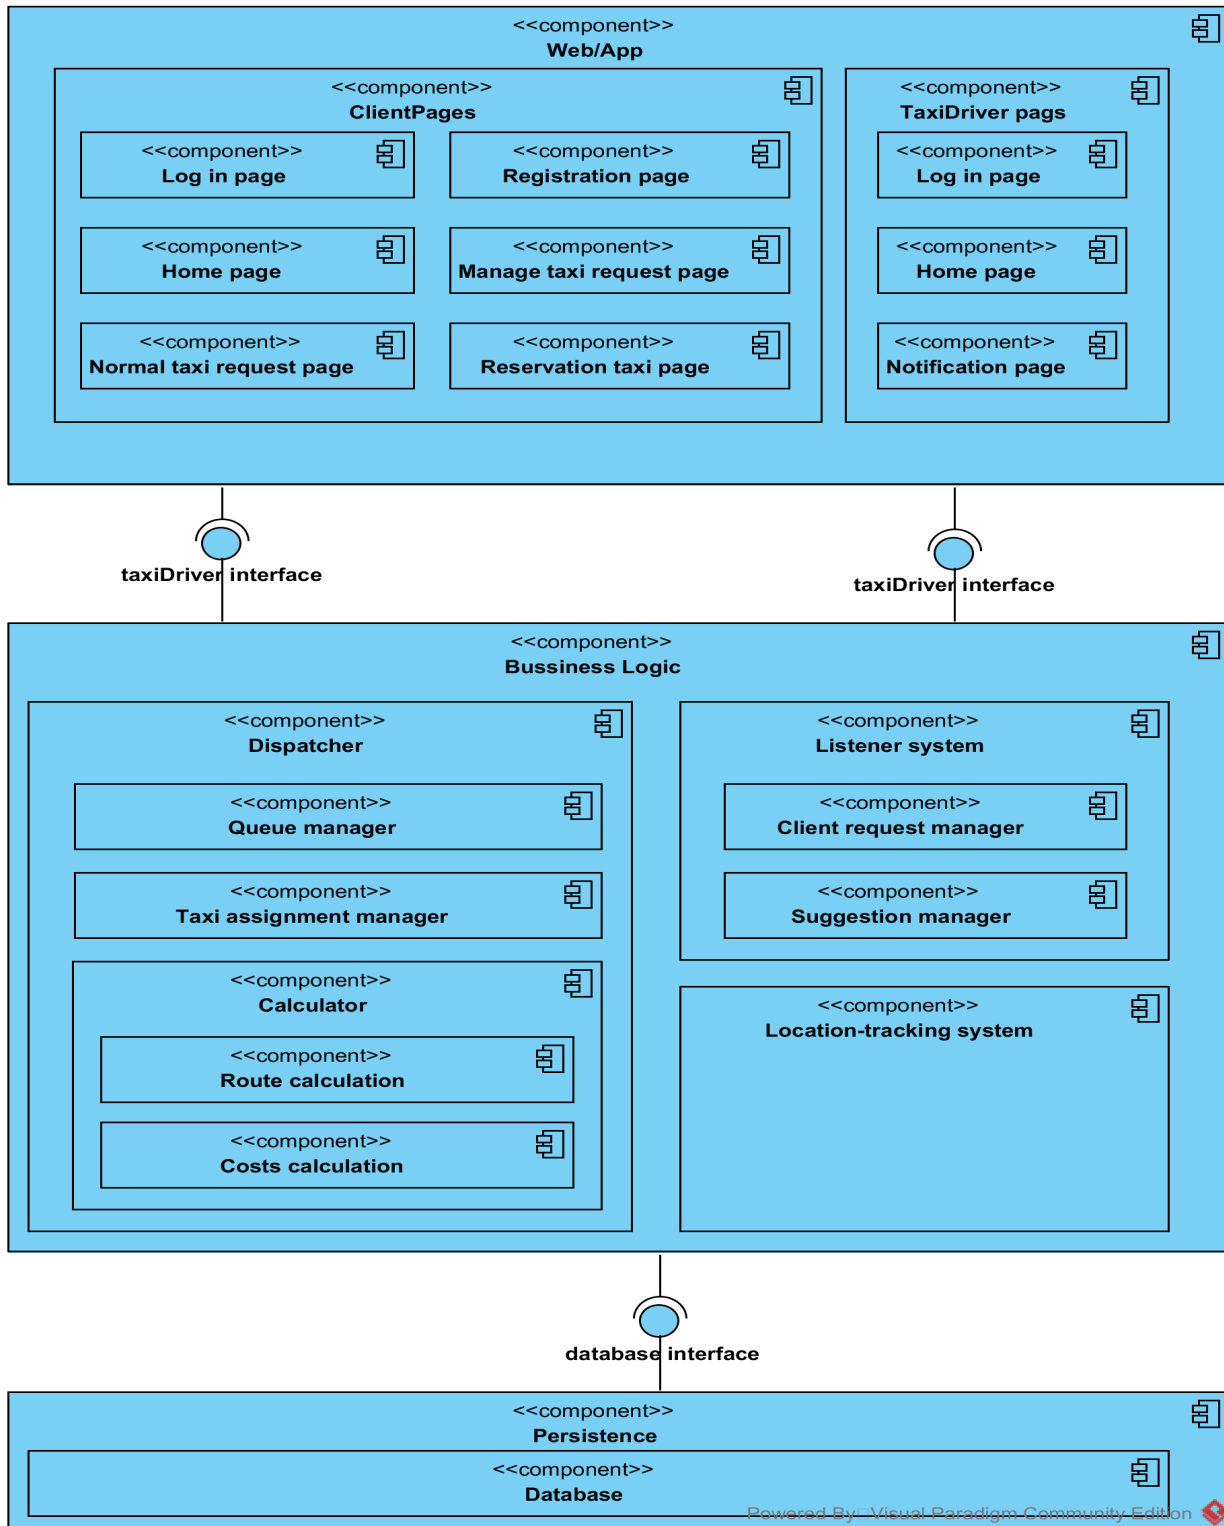 <<component>>
Web/App
<<component>>
ClientPages
<<component>>
Log in page
<<component>>
Registration page
<<component>>
Home page
<<component>>
Manage taxi request page
<<component>>
Normal taxi request page
<<component>>
Reservation taxi page
<<component>>
TaxiDriver pags
<<component>>
Log in page
<<component>>
Home page
<<component>>
Notification page
taxiDriver interface
taxiDriver interface
<<component>>
Bussiness Logic
<<component>>
Dispatcher
<<component>>
Queue manager
<<component>>
Taxi assignment manager
<<component>>
Calculator
<<component>>
Route calculation
<<component>>
Costs calculation
<<component>>
Listener system
<<component>>
Client request manager
<<component>>
Suggestion manager
<<component>>
Location-tracking system
database interface
<<component>>
Persistence
<<component>>
Database
Powered By Visual Paradigm Community Edition